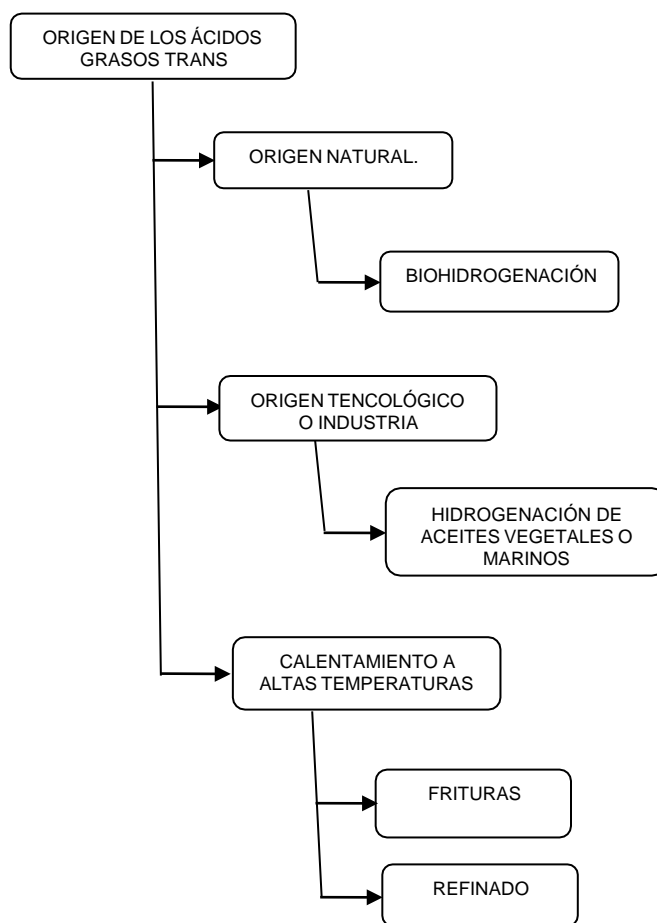 ORIGEN DE LOS ÁCIDOS
GRASOS TRANS
ORIGEN NATURAL.
BIOHIDROGENACIÓN
ORIGEN TENCOLÓGICO
O INDUSTRIA
HIDROGENACIÓN DE
ACEITES VEGETALES O
MARINOS
CALENTAMIENTO A
ALTAS TEMPERATURAS
FRITURAS
REFINADO